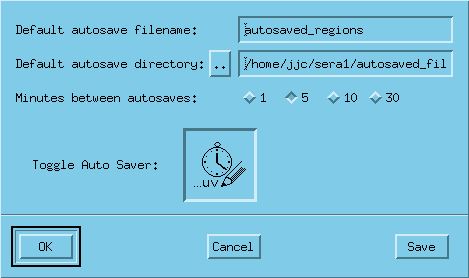 Default autosave filename: autosaved_regions
Default autosave directory: .. /home/jjc/sera1/autosaved_fil
Minutes between autosaves: 1 5 10 30
Toggle Auto Saver: ...uv
OK Cancel Save